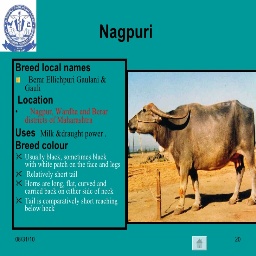 Nagpuri
Breed local names
Berar Ellichpuri Gaulani &
Gauli
Location
• Nagpur, Wardha and Berar
districts of Maharashtra
Uses Milk &draught power .
Breed colour
Usually black, sometimes black
with white patch on the face and legs
Relatively short tail
Horns are long, flat, curved and
carried back on either side of neck
Tail is comparatively short reaching
below hock
20